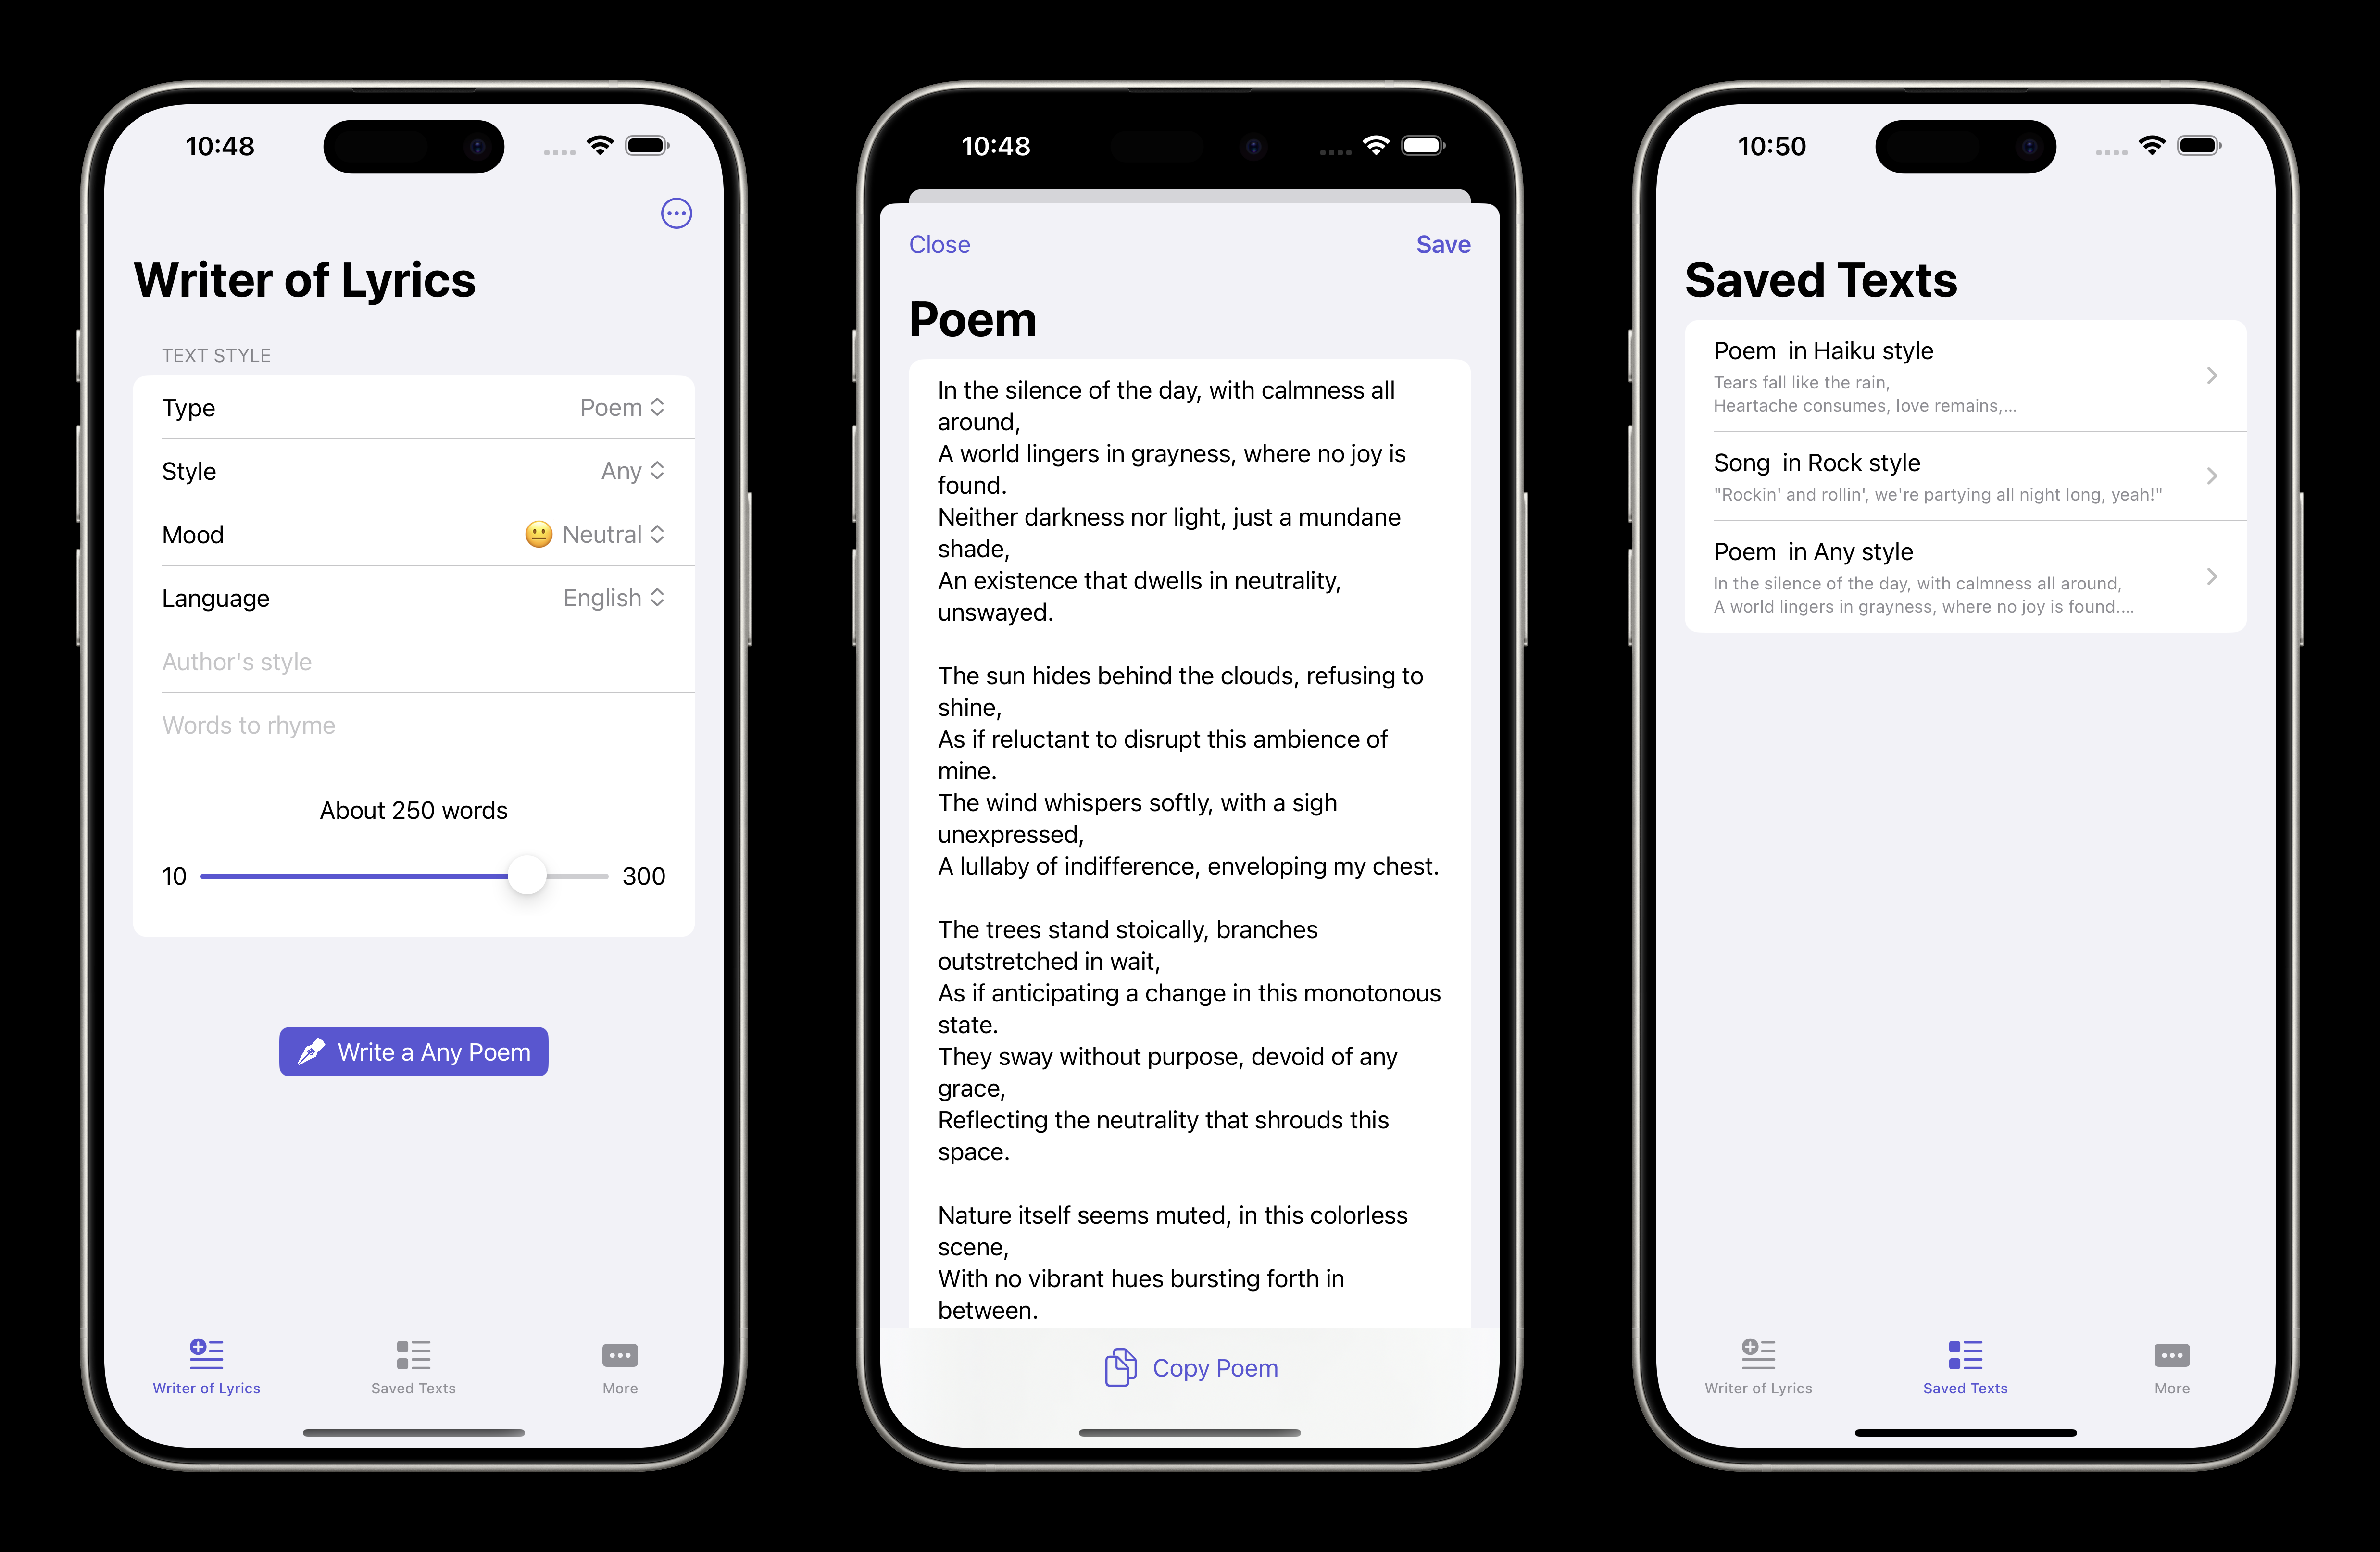 10:48
Writer of Lyrics
TEXT STYLE
Type Poem
Style Any
Mood 😐 Neutral
Language English
Author's style
Words to rhyme
About 250 words
10 300
Write a Any Poem
Writer of Lyrics Saved Texts More
10:48
Close Save
Poem
In the silence of the day, with calmness all
around,
A world lingers in grayness, where no joy is
found.
Neither darkness nor light, just a mundane
shade,
An existence that dwells in neutrality,
unswayed.
The sun hides behind the clouds, refusing to
shine,
As if reluctant to disrupt this ambience of
mine.
The wind whispers softly, with a sigh
unexpressed,
A lullaby of indifference, enveloping my chest.
The trees stand stoically, branches
outstretched in wait,
As if anticipating a change in this monotonous
state.
They sway without purpose, devoid of any
grace,
Reflecting the neutrality that shrouds this
space.
Nature itself seems muted, in this colorless
scene,
With no vibrant hues bursting forth in
between.
Copy Poem
10:50
Saved Texts
Poem  in Haiku style
Tears fall like the rain,
Heartache consumes, love remains,...
Song  in Rock style
"Rockin' and rollin', we're partying all night long, yeah!"
Poem  in Any style
In the silence of the day, with calmness all around,
A world lingers in grayness, where no joy is found....
Writer of Lyrics Saved Texts More